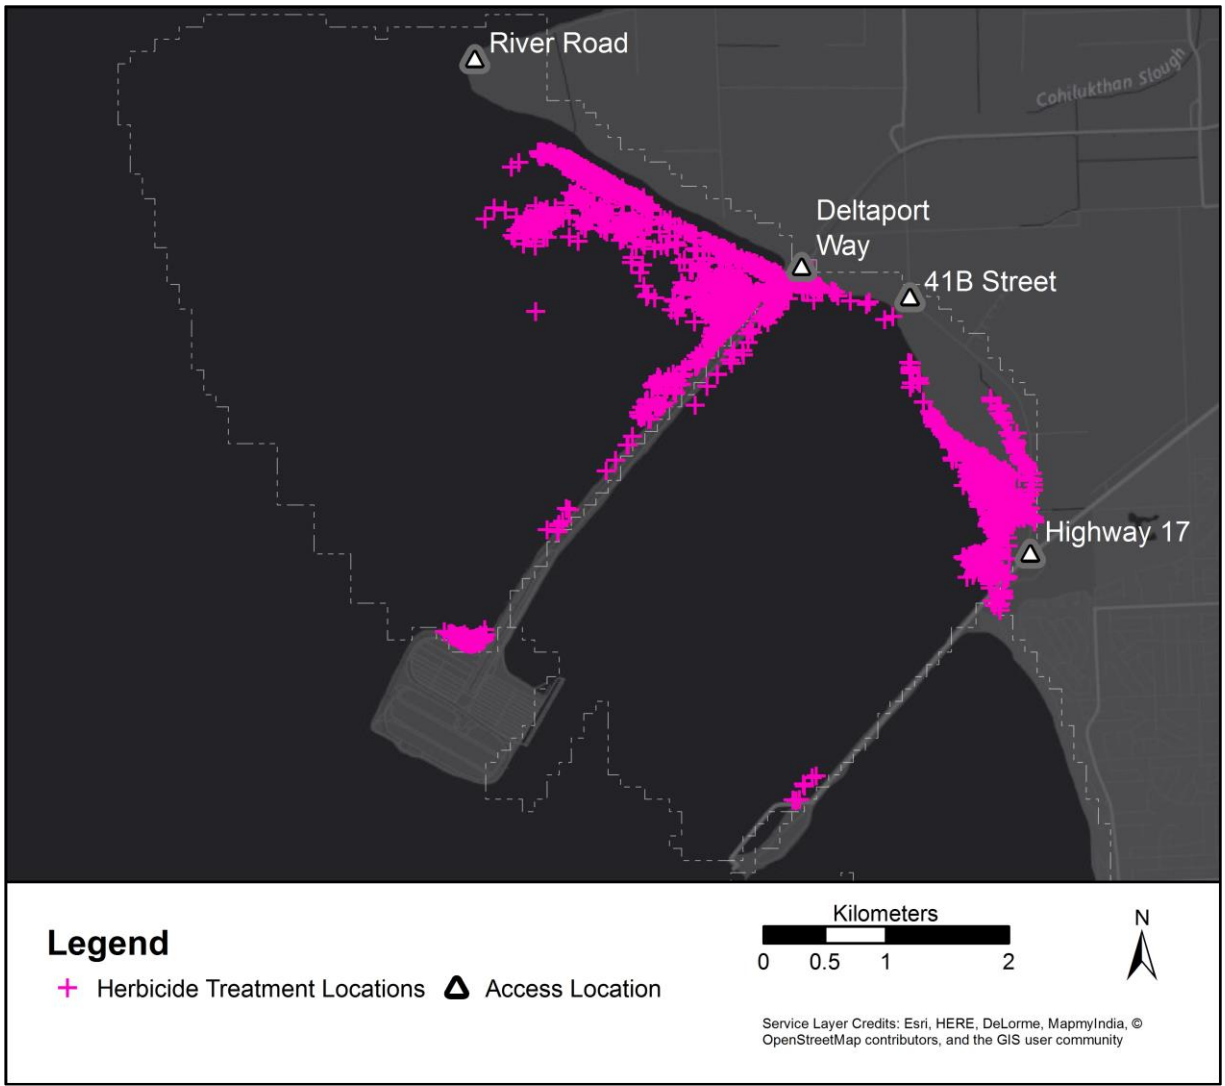 River Road
Cohilukthan Slough
Deltaport
Way
41B Street
Highway 17
Legend
Herbicide Treatment Locations
Access Location
Kilometers
0 0.5 1 2
N
Service Layer Credits: Esri, HERE, DeLorme, MapmyIndia, ©
OpenStreetMap contributors, and the GIS user community